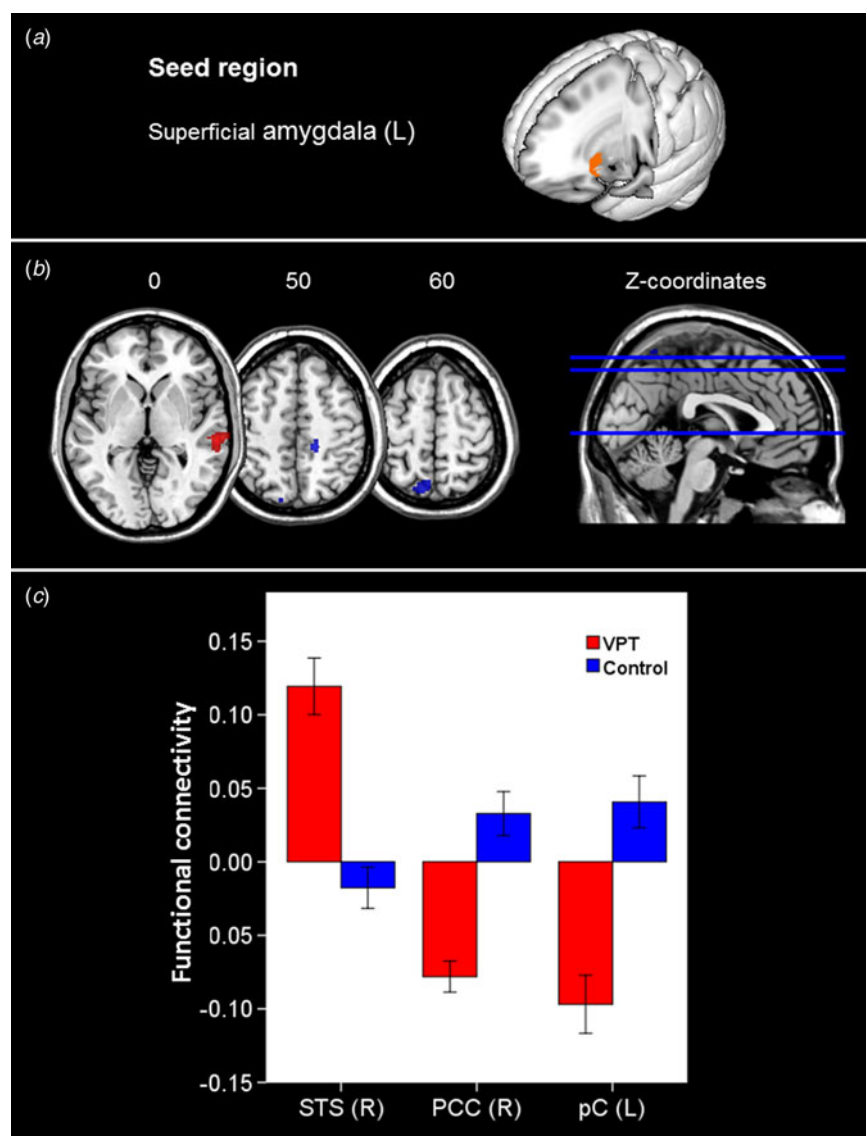 (a)
Seed region
Superficial amygdala (L)
(b)
0 50 60 Z-coordinates
(c)
Functional connectivity
0.15
0.10
0.05
0.00
0.05
-0.10
-0.15
VPT
Control
STS (R) PCC (R) pC (L)